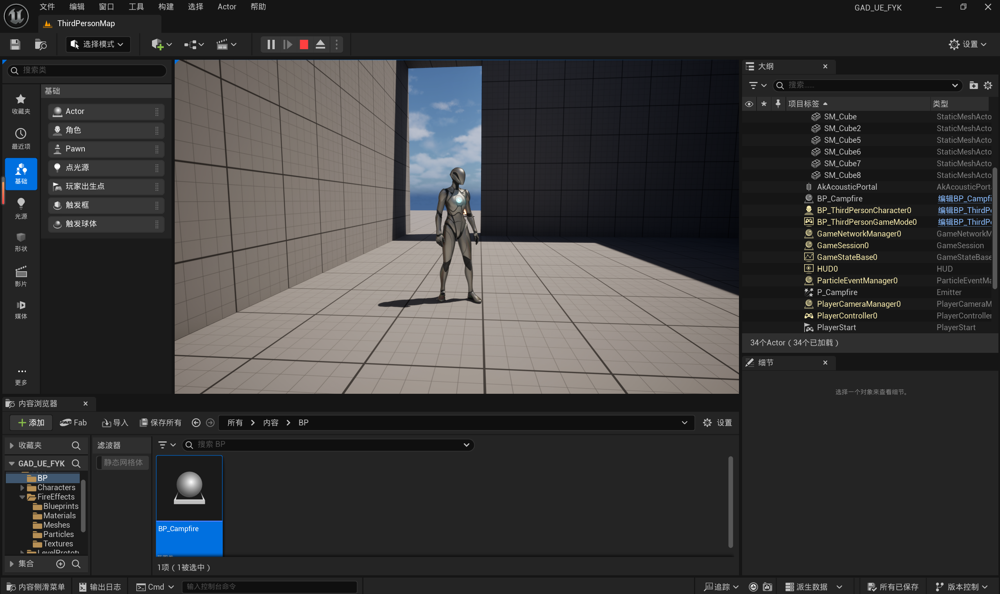 文件 编辑 窗口 工具 构建 选择 Actor 帮助
GAD_UE_FYK
ThirdPersonMap
选择模式
设置
搜索类
收藏夹
最近项
基础
光源
形状
影片
媒体
更多
基础
Actor
角色
Pawn
点光源
玩家出生点
触发框
触发球体
大纲
搜索......
项目标签 类型
SM_Cube StaticMeshActo
SM_Cube2 StaticMeshActo
SM_Cube5 StaticMeshActo
SM_Cube6 StaticMeshActo
SM_Cube7 StaticMeshActo
SM_Cube8 StaticMeshActo
AkAcousticPortal AkAcousticPort
BP_Campfire 编辑BP_Campfi
BP_ThirdPersonCharacter0 编辑BP_ThirdP
BP_ThirdPersonGameMode0 编辑BP_ThirdP
GameNetworkManager0 GameNetworkM
GameSession0 GameSession
GameStateBase0 GameStateBase
HUD0 HUD
ParticleEventManager0 ParticleEventMa
P_Campfire Emitter
PlayerCameraManager0 PlayerCameraM
PlayerController0 PlayerController
PlayerStart PlayerStart
34个Actor（34个已加载）
细节
选择一个对象来查看细节。
内容浏览器
添加 Fab 导入 保存所有 所有 内容 BP 设置
收藏夹
GAD_UE_FYK
BP
Characters
FireEffects
Blueprints
Materials
Meshes
Particles
Textures
LevelPrototy
集合
滤波器
静态网格体
搜索 BP
BP_Campfire
蓝图类
1项（1被选中）
内容侧滑菜单 输出日志 Cmd 输入控制台命令 追踪 派生数据 所有已保存 版本控制